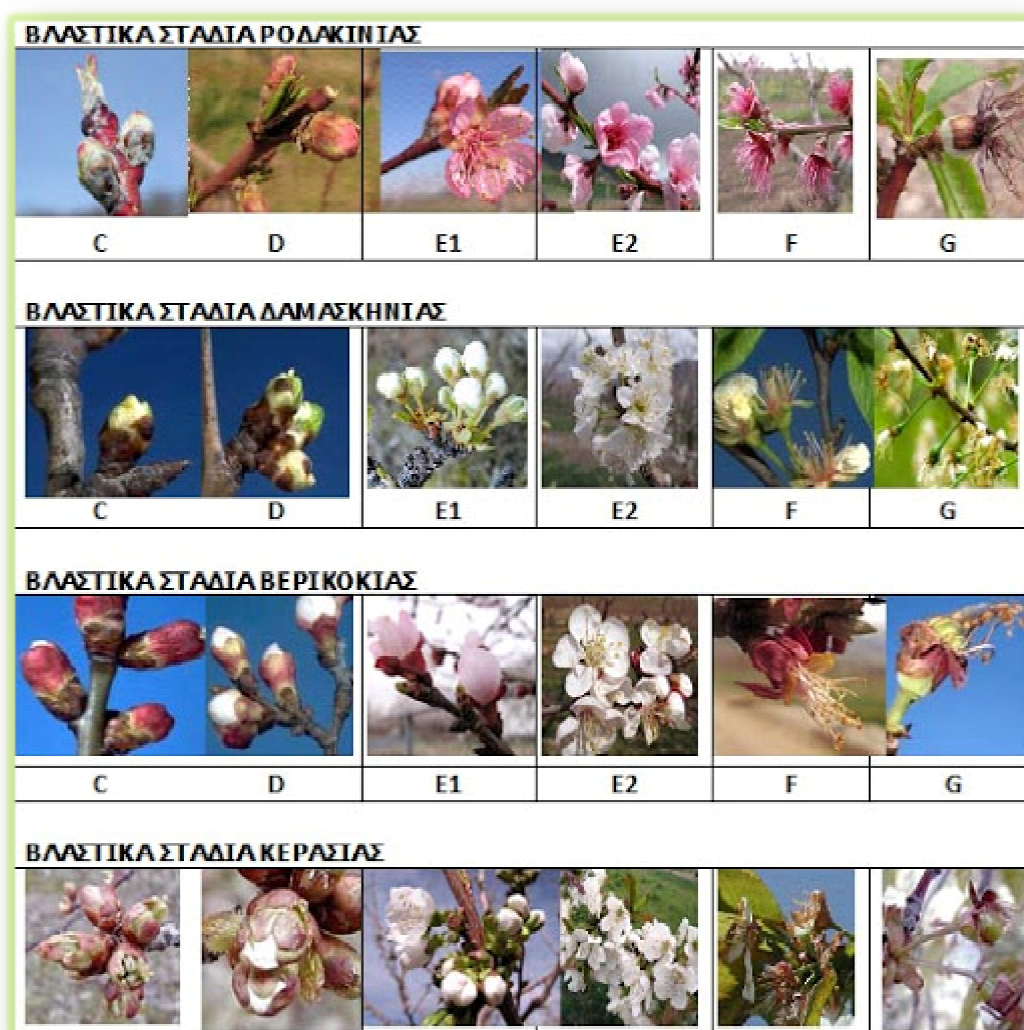 ΒΛΑΣΤΙΚΑ ΣΤΑΔΙΑ ΡΟΔΑΚΙΝΙΑΣ
C D E1 E2 F G
ΒΛΑΣΤΙΚΑ ΣΤΑΔΙΑ ΔΑΜΑΣΚΗΝΙΑΣ
C D E1 E2 F G
ΒΛΑΣΤΙΚΑ ΣΤΑΔΙΑ ΒΕΡΙΚΟΚΙΑΣ
C D E1 E2 F G
ΒΛΑΣΤΙΚΑ ΣΤΑΔΙΑ ΚΕΡΑΣΙΑΣ